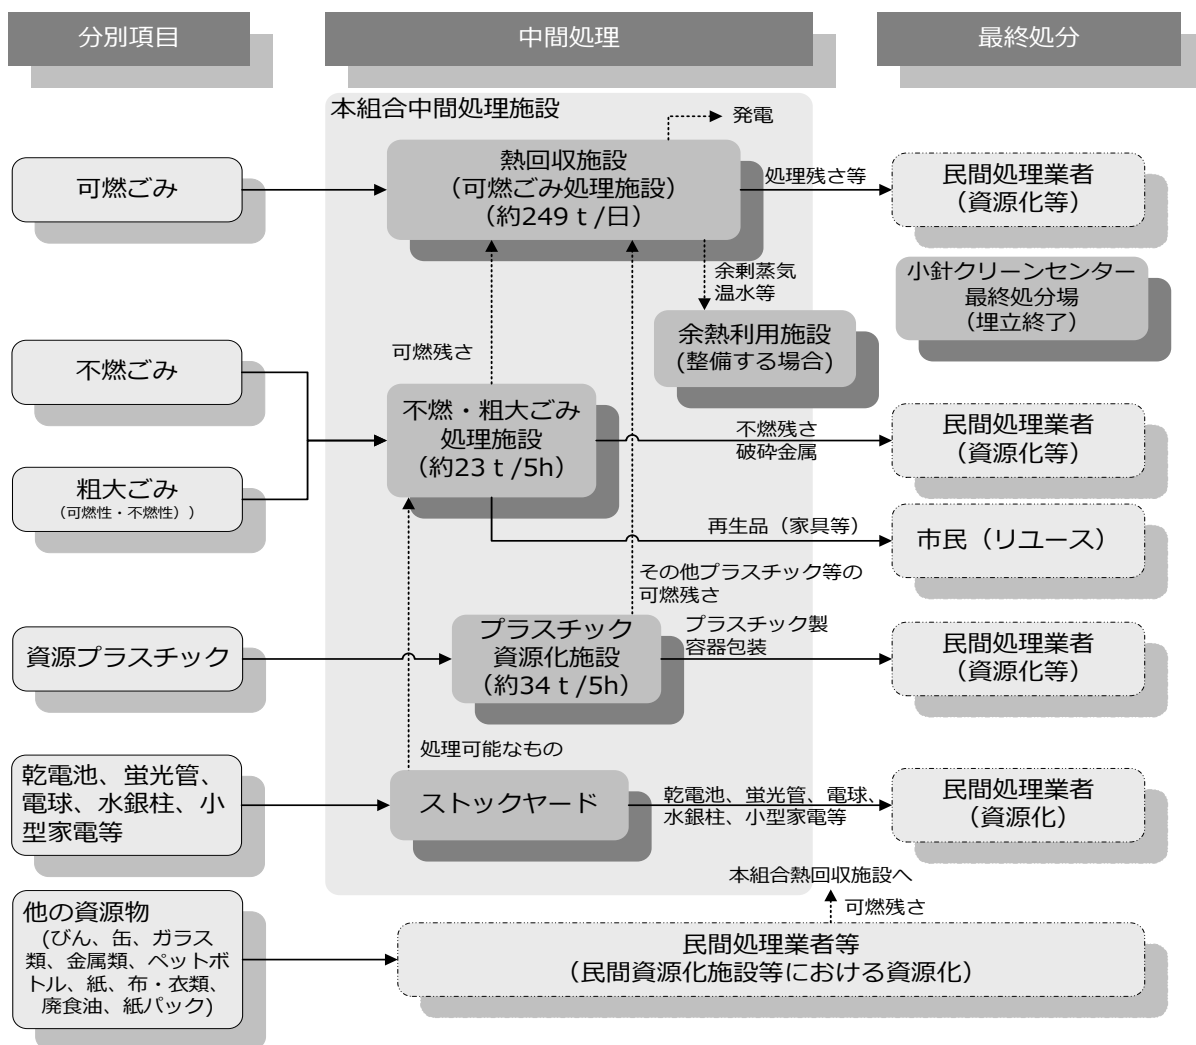 分別項目
中間処理
最終処分
本組合中間処理施設
発電
可燃ごみ
熱回収施設
（可燃ごみ処理施設）
（約249ｔ/日）
処理残さ等
民間処理業者
（資源化等）
余剰蒸気
温水等
小針クリーンセンター
最終処分場
（埋立終了）
余熱利用施設
(整備する場合)
不燃ごみ
可燃残さ
不燃・粗大ごみ
処理施設
（約23ｔ/5h）
不燃残さ
破砕金属
民間処理業者
（資源化等）
粗大ごみ
（可燃性・不燃性））
再生品（家具等）
市民（リユース）
その他プラスチック等の
可燃残さ
資源プラスチック
プラスチック
資源化施設
（約34ｔ/5h）
プラスチック製
容器包装
民間処理業者
（資源化等）
処理可能なもの
乾電池、蛍光管、
電球、水銀柱、小
型家電等
ストックヤード
乾電池、蛍光管、電球、
水銀柱、小型家電等
民間処理業者
（資源化）
本組合熱回収施設へ
可燃残さ
他の資源物
(びん、缶、ガラス
類、金属類、ペットボ
トル、紙、布・衣類、
廃食油、紙パック)
民間処理業者等
（民間資源化施設等における資源化）